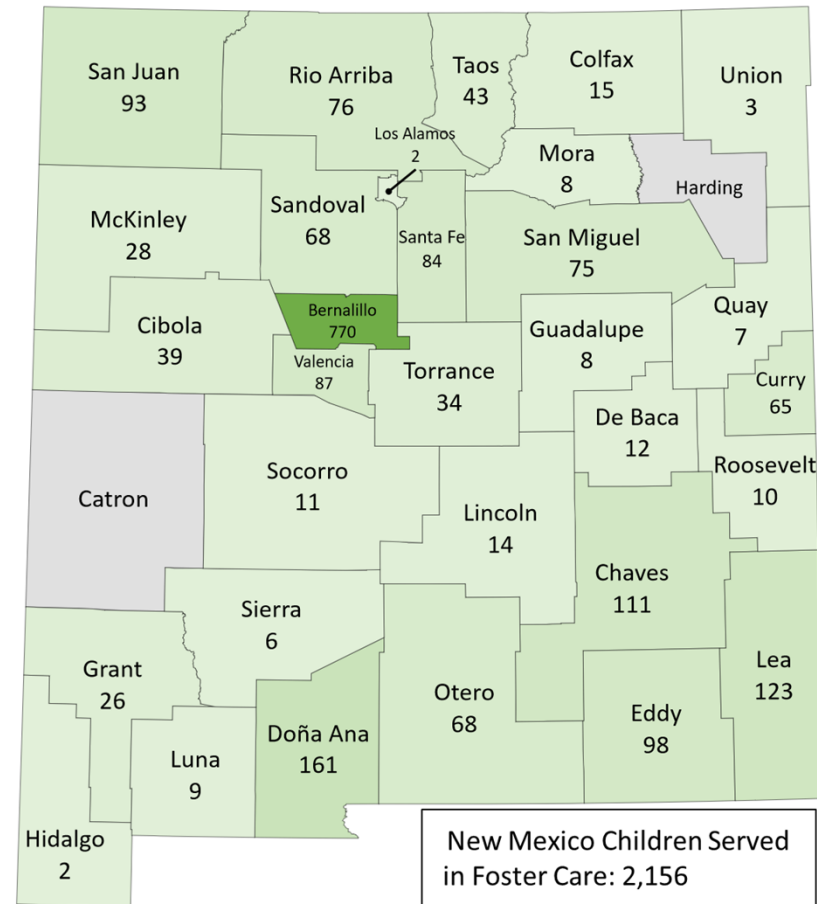 San Juan
93
Rio Arriba
76
Taos
43
Colfax
15
Union
3
Los Alamos
2
Mora
8
Harding
McKinley
28
Sandoval
68
Santa Fe
84
San Miguel
75
Bernalillo
770
Cibola
39
Valencia
87
Torrance
34
Guadalupe
8
Quay
7
Curry
65
De Baca
12
Roosevelt
10
Catron
Socorro
11
Lincoln
14
Chaves
111
Sierra
6
Grant
26
Luna
9
Doña Ana
161
Otero
68
Eddy
98
Lea
123
Hidalgo
2
New Mexico Children Served
in Foster Care: 2,156